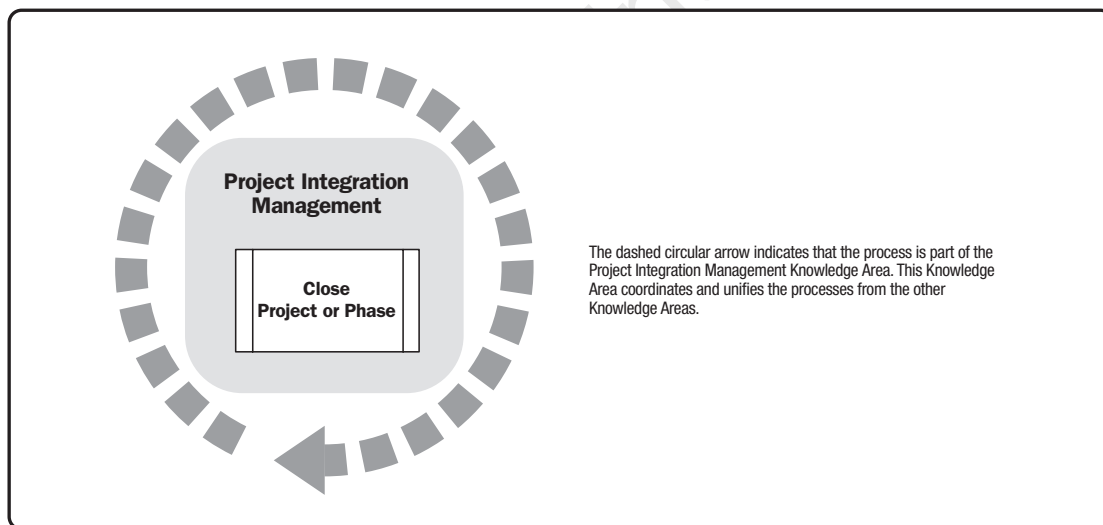 Project Integration
Management
Close
Project or Phase
The dashed circular arrow indicates that the process is part of the
Project Integration Management Knowledge Area. This Knowledge
Area coordinates and unifies the processes from the other
Knowledge Areas.